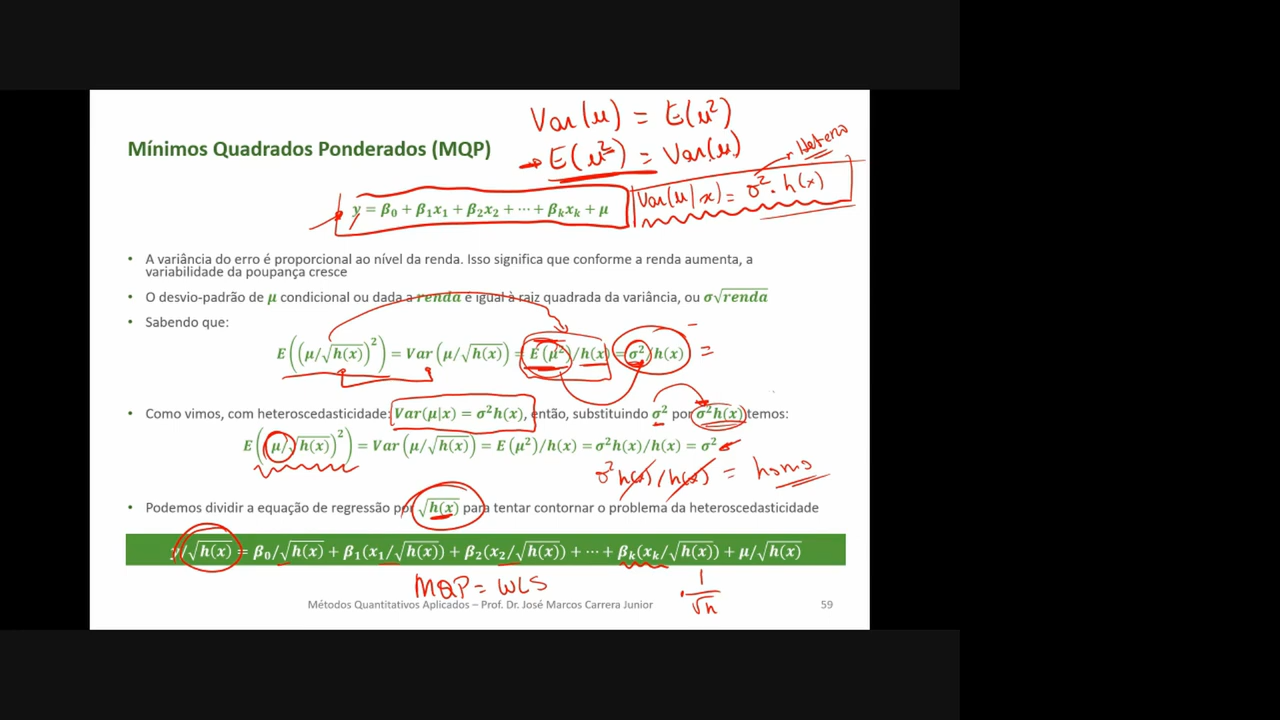 Var(μ) = E(μ²)
Mínimos Quadrados Ponderados (MQP)
→ E(μ²) = Var(μ)
Hetero
y = β₀ + β₁x₁ + β₂x₂ + ⋯ + βₖxₖ + μ
Var(μ|x) = σ² · h(x)
• A variância do erro é proporcional ao nível da renda. Isso significa que conforme a renda aumenta, a
variabilidade da poupança cresce
• O desvio-padrão de μ condicional ou dada a renda é igual à raiz quadrada da variância, ou σ√renda
• Sabendo que:
E((μ/√h(x))²) = Var(μ/√h(x)) = E(μ²)/h(x) = σ²/h(x) =
• Como vimos, com heteroscedasticidade: Var(μ|x) = σ²h(x), então, substituindo σ² por σ²h(x) temos:
E((μ/√h(x))²) = Var(μ/√h(x)) = E(μ²)/h(x) = σ²h(x)/h(x) = σ²
σ² h(x) / h(x) = homo
• Podemos dividir a equação de regressão por √h(x) para tentar contornar o problema da heteroscedasticidade
y/√h(x) = β₀/√h(x) + β₁(x₁/√h(x)) + β₂(x₂/√h(x)) + ⋯ + βₖ(xₖ/√h(x)) + μ/√h(x)
MQP = WLS
· 1/√h
Métodos Quantitativos Aplicados – Prof. Dr. José Marcos Carrera Junior
59